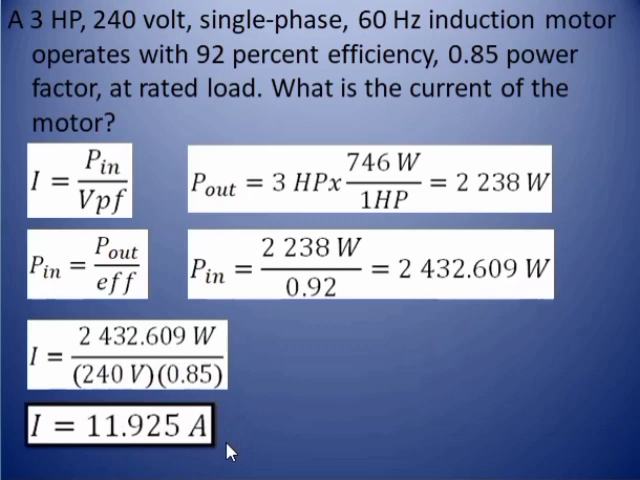 A 3 HP, 240 volt, single-phase, 60 Hz induction motor
operates with 92 percent efficiency, 0.85 power
factor, at rated load. What is the current of the
motor?
I = P_in / Vpf
P_out = 3 HPx 746 W / 1HP = 2 238 W
P_in = P_out / eff
P_in = 2 238 W / 0.92 = 2 432.609 W
I = 2 432.609 W / (240 V)(0.85)
I = 11.925 A